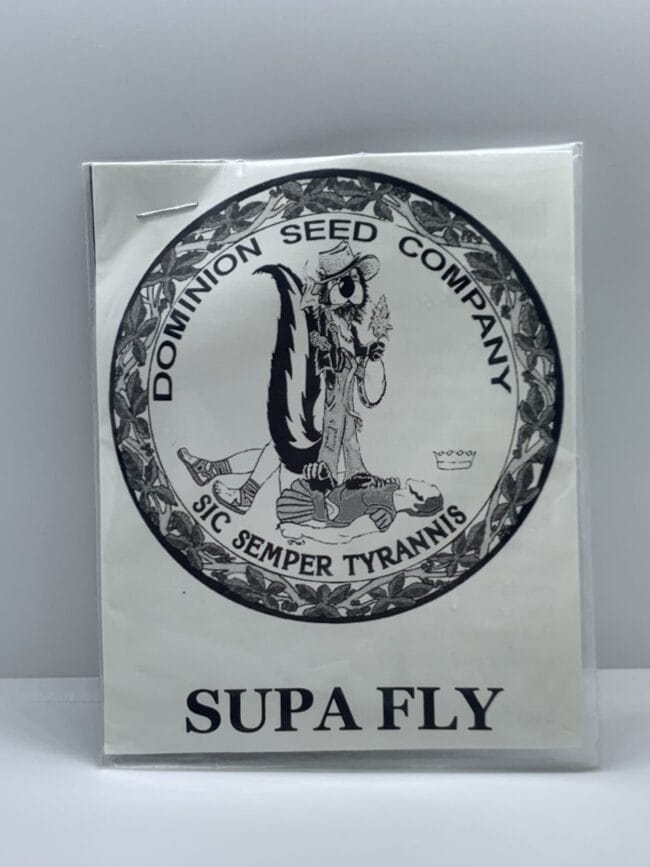 DOMINION SEED COMPANY
SIC SEMPER TYRANNIS
SUPA FLY